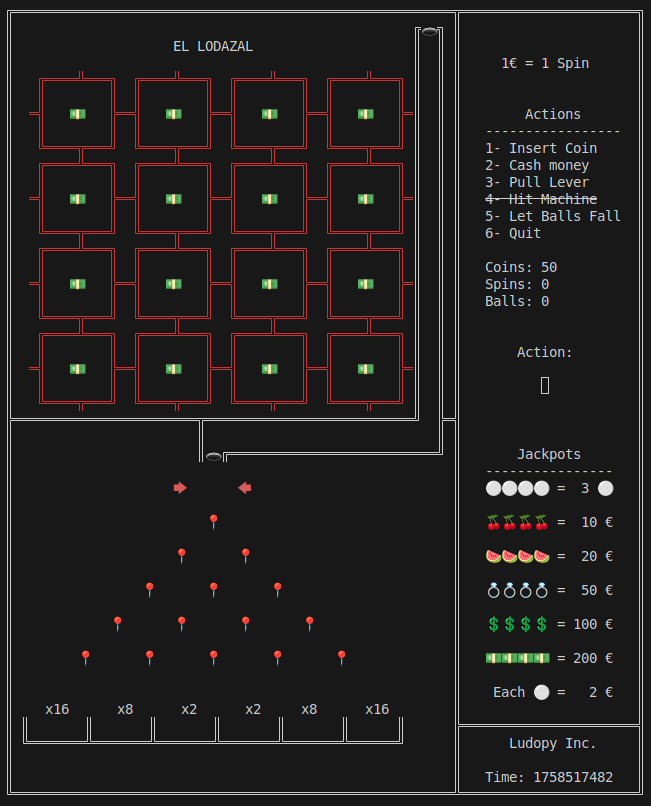 EL LODAZAL
x16 x8 x2 x2 x8 x16
1€ = 1 Spin
Actions
-----------------
1- Insert Coin
2- Cash money
3- Pull Lever
4- Hit Machine
5- Let Balls Fall
6- Quit
Coins: 50
Spins: 0
Balls: 0
Action:
Jackpots
----------------
= 3
= 10 €
= 20 €
= 50 €
💲💲💲💲 = 100 €
= 200 €
Each = 2 €
Ludopy Inc.
Time: 1758517482